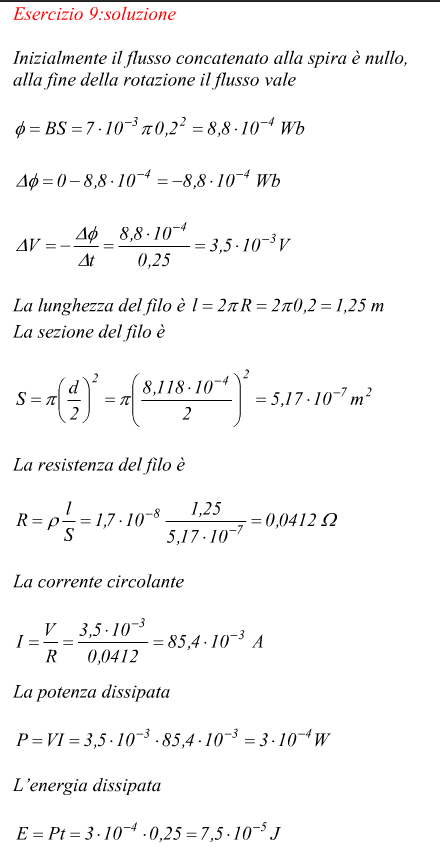 Esercizio 9:soluzione
Inizialmente il flusso concatenato alla spira è nullo,
alla fine della rotazione il flusso vale
ϕ = BS = 7 · 10⁻³ π 0,2² = 8,8 · 10⁻⁴ Wb
Δϕ = 0 − 8,8 · 10⁻⁴ = −8,8 · 10⁻⁴ Wb
ΔV = − Δϕ/Δt = 8,8 · 10⁻⁴/0,25 = 3,5 · 10⁻³ V
La lunghezza del filo è l = 2π R = 2π 0,2 = 1,25 m
La sezione del filo è
S = π(d/2)² = π(8,118 · 10⁻⁴/2)² = 5,17 · 10⁻⁷ m²
La resistenza del filo è
R = ρ l/S = 1,7 · 10⁻⁸ 1,25/5,17 · 10⁻⁷ = 0,0412 Ω
La corrente circolante
I = V/R = 3,5 · 10⁻³/0,0412 = 85,4 · 10⁻³ A
La potenza dissipata
P = VI = 3,5 · 10⁻³ · 85,4 · 10⁻³ = 3 · 10⁻⁴ W
L’energia dissipata
E = Pt = 3 · 10⁻⁴ · 0,25 = 7,5 · 10⁻⁵ J